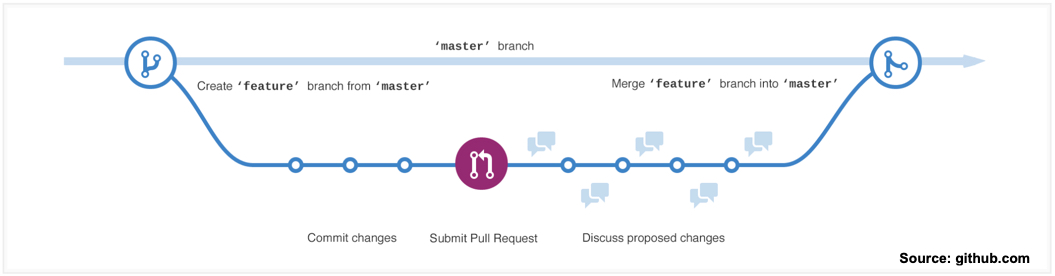 ‘master’ branch
Create ‘feature’ branch from ‘master’
Merge ‘feature’ branch into ‘master’
Commit changes
Submit Pull Request
Discuss proposed changes
Source: github.com